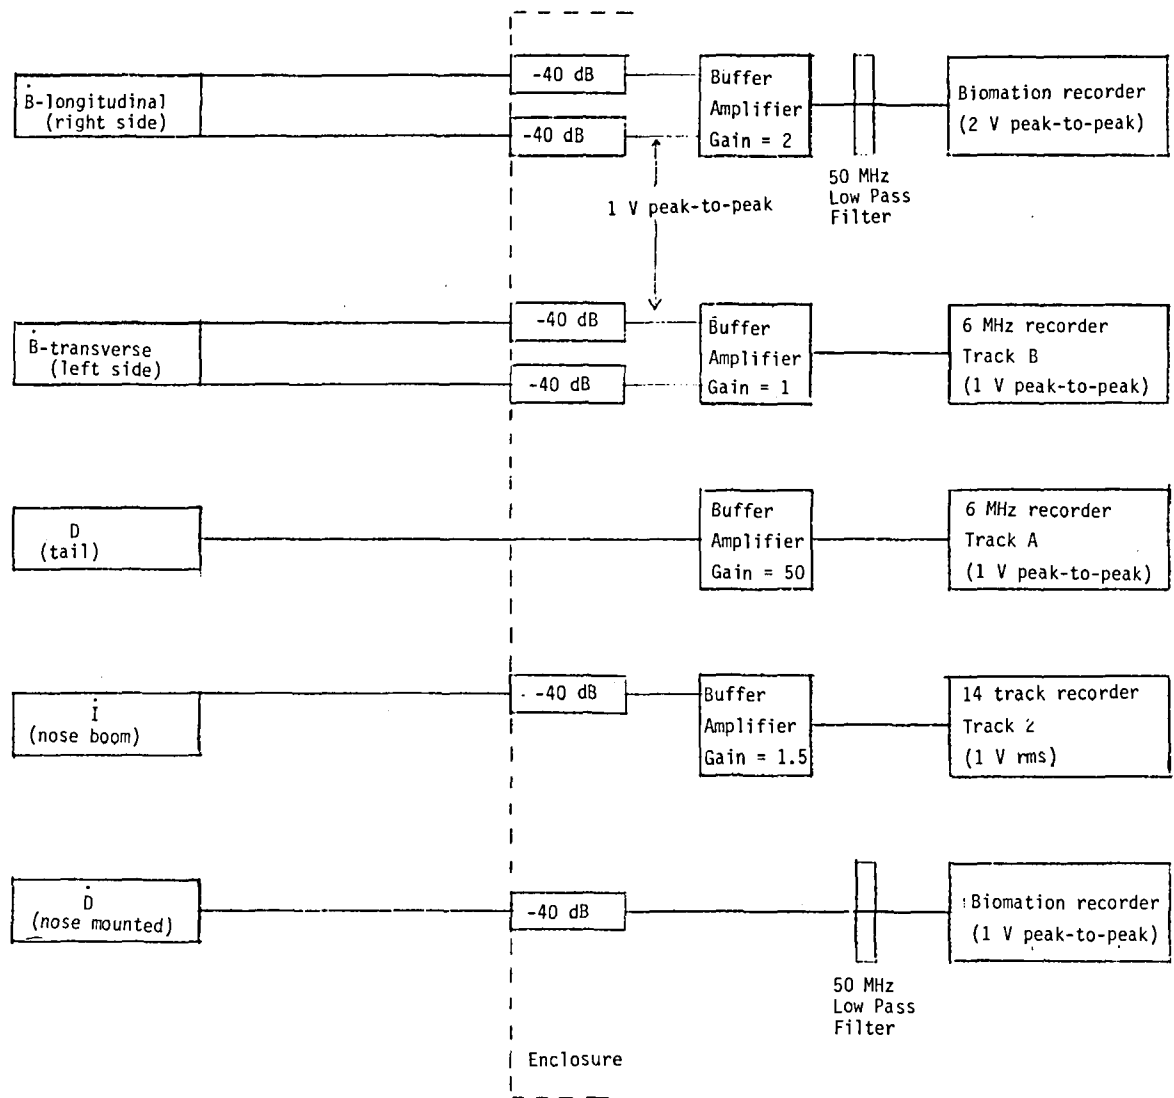 Ḃ-longitudinal
(right side)
-40 dB
-40 dB
Buffer
Amplifier
Gain = 2
50 MHz
Low Pass
Filter
Biomation recorder
(2 V peak-to-peak)
1 V peak-to-peak
Ḃ-transverse
(left side)
-40 dB
-40 dB
Buffer
Amplifier
Gain = 1
6 MHz recorder
Track B
(1 V peak-to-peak)
D
(tail)
Buffer
Amplifier
Gain = 50
6 MHz recorder
Track A
(1 V peak-to-peak)
İ
(nose boom)
-40 dB
Buffer
Amplifier
Gain = 1.5
14 track recorder
Track 2
(1 V rms)
Ḋ
(nose mounted)
-40 dB
50 MHz
Low Pass
Filter
Biomation recorder
(1 V peak-to-peak)
Enclosure